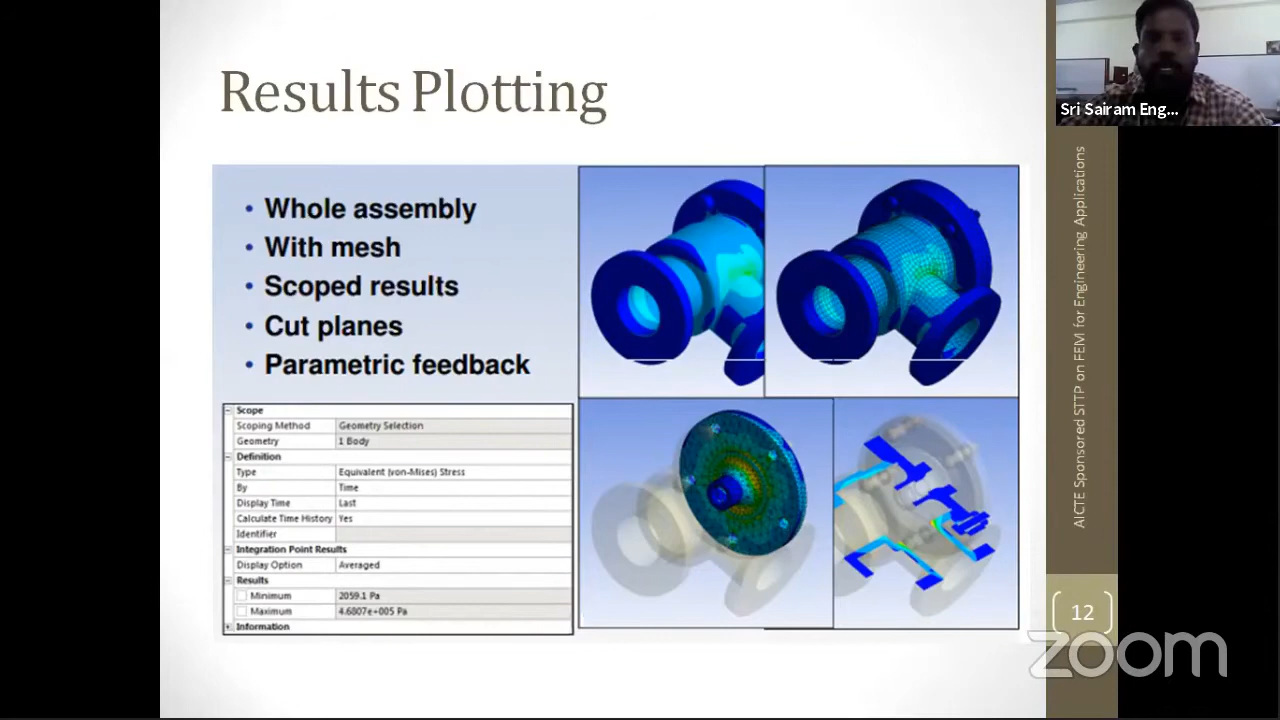 Results Plotting
• Whole assembly
• With mesh
• Scoped results
• Cut planes
• Parametric feedback
Scope
Scoping Method Geometry Selection
Geometry 1 Body
Definition
Type Equivalent (von-Mises) Stress
By Time
Display Time Last
Calculate Time History Yes
Identifier
Integration Point Results
Display Option Averaged
Results
Minimum 2059.1 Pa
Maximum 4.6807e+005 Pa
Information
Sri Sairam Eng...
AICTE Sponsored STTP on FEM for Engineering Applications
12
zoom